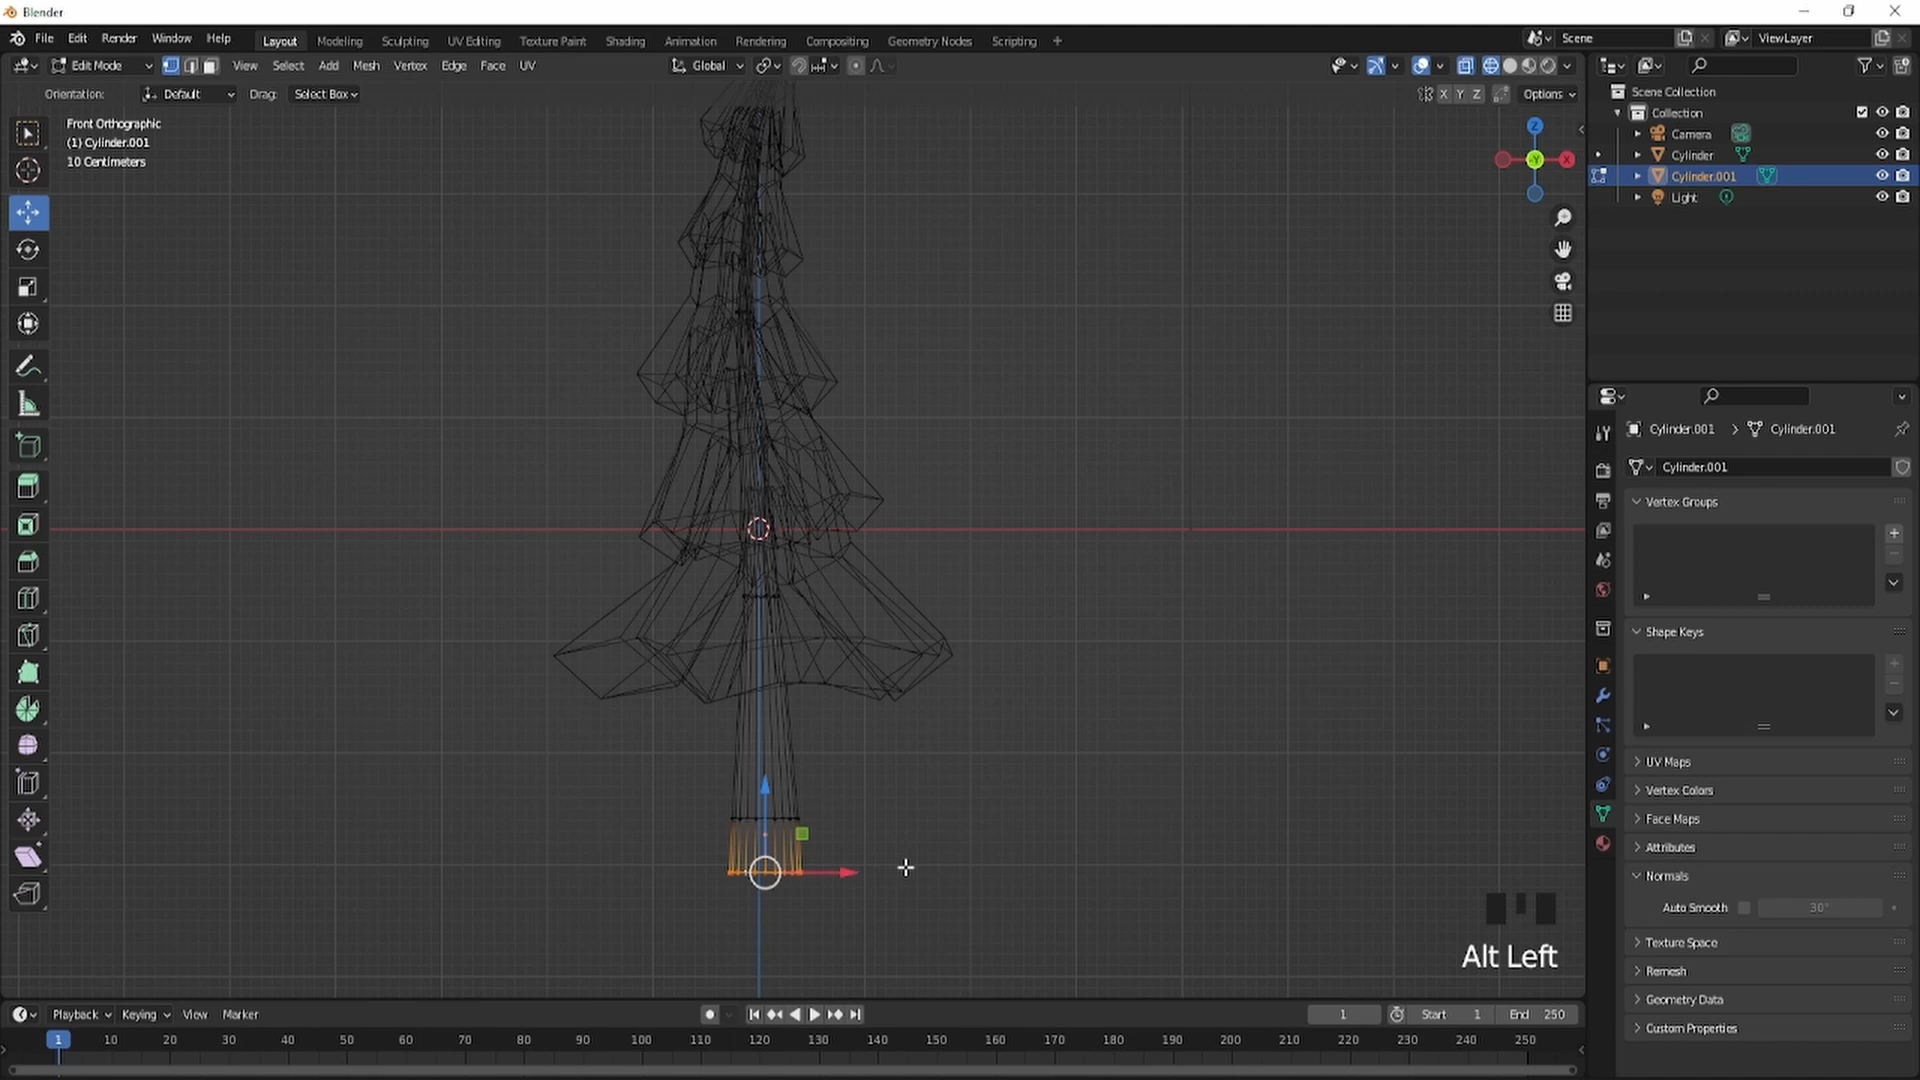 Blender
File Edit Render Window Help Layout Modeling Sculpting UV Editing Texture Paint Shading Animation Rendering Compositing Geometry Nodes Scripting + Scene ViewLayer
Edit Mode View Select Add Mesh Vertex Edge Face UV Global
Orientation: Default Drag: Select Box X Y Z Options
Front Orthographic
(1) Cylinder.001
10 Centimeters
Z
-Y X
Scene Collection
Collection
Camera
Cylinder
Cylinder.001
Light
Cylinder.001 > Cylinder.001
Cylinder.001
Vertex Groups
Shape Keys
UV Maps
Vertex Colors
Face Maps
Attributes
Normals
Auto Smooth 30°
Texture Space
Remesh
Geometry Data
Custom Properties
Alt Left
Playback Keying View Marker 1 Start 1 End 250
1 10 20 30 40 50 60 70 80 90 100 110 120 130 140 150 160 170 180 190 200 210 220 230 240 250